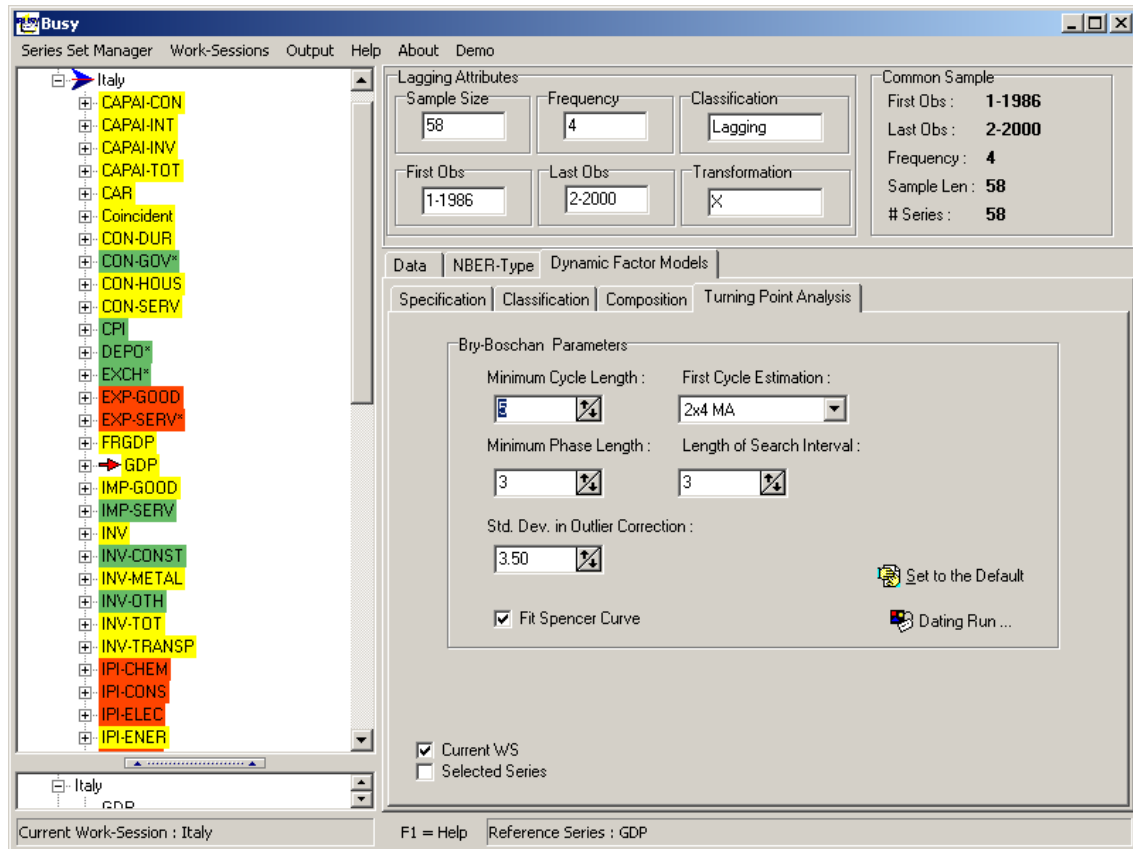 Busy
Series Set Manager Work-Sessions Output Help About Demo
Italy
CAPAI-CON
CAPAI-INT
CAPAI-INV
CAPAI-TOT
CAR
Coincident
CON-DUR
CON-GOV*
CON-HOUS
CON-SERV
CPI
DEPO*
EXCH*
EXP-GOOD
EXP-SERV*
FRGDP
GDP
IMP-GOOD
IMP-SERV
INV
INV-CONST
INV-METAL
INV-OTH
INV-TOT
INV-TRANSP
IPI-CHEM
IPI-CONS
IPI-ELEC
IPI-ENER
Italy
GDP
Lagging Attributes
Sample Size Frequency Classification
58 4 Lagging
First Obs Last Obs Transformation
1-1986 2-2000 X
Common Sample
First Obs : 1-1986
Last Obs : 2-2000
Frequency : 4
Sample Len : 58
# Series : 58
Data NBER-Type Dynamic Factor Models
Specification Classification Composition Turning Point Analysis
Bry-Boschan Parameters
Minimum Cycle Length : First Cycle Estimation :
2x4 MA
Minimum Phase Length : Length of Search Interval :
3 3
Std. Dev. in Outlier Correction :
3.50
Set to the Default
Fit Spencer Curve
Dating Run ...
Current WS
Selected Series
Current Work-Session : Italy F1 = Help Reference Series : GDP